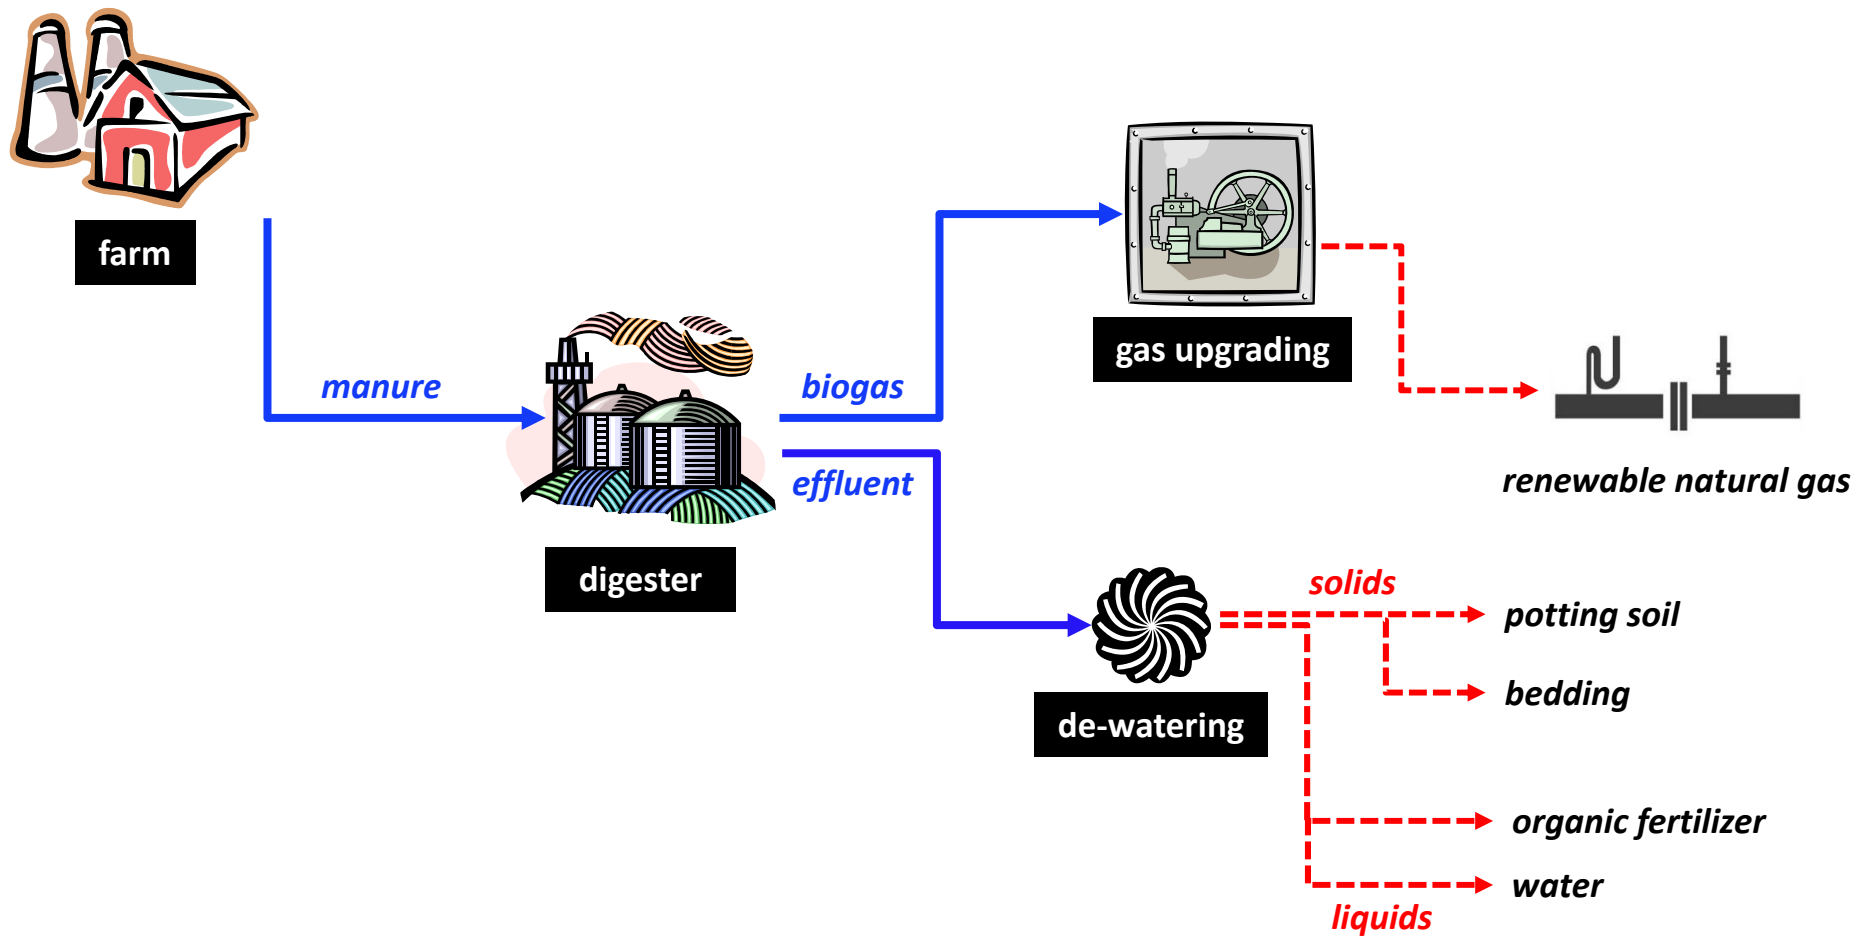 farm
manure
biogas
effluent
digester
gas upgrading
renewable natural gas
solids
potting soil
bedding
de-watering
organic fertilizer
water
liquids